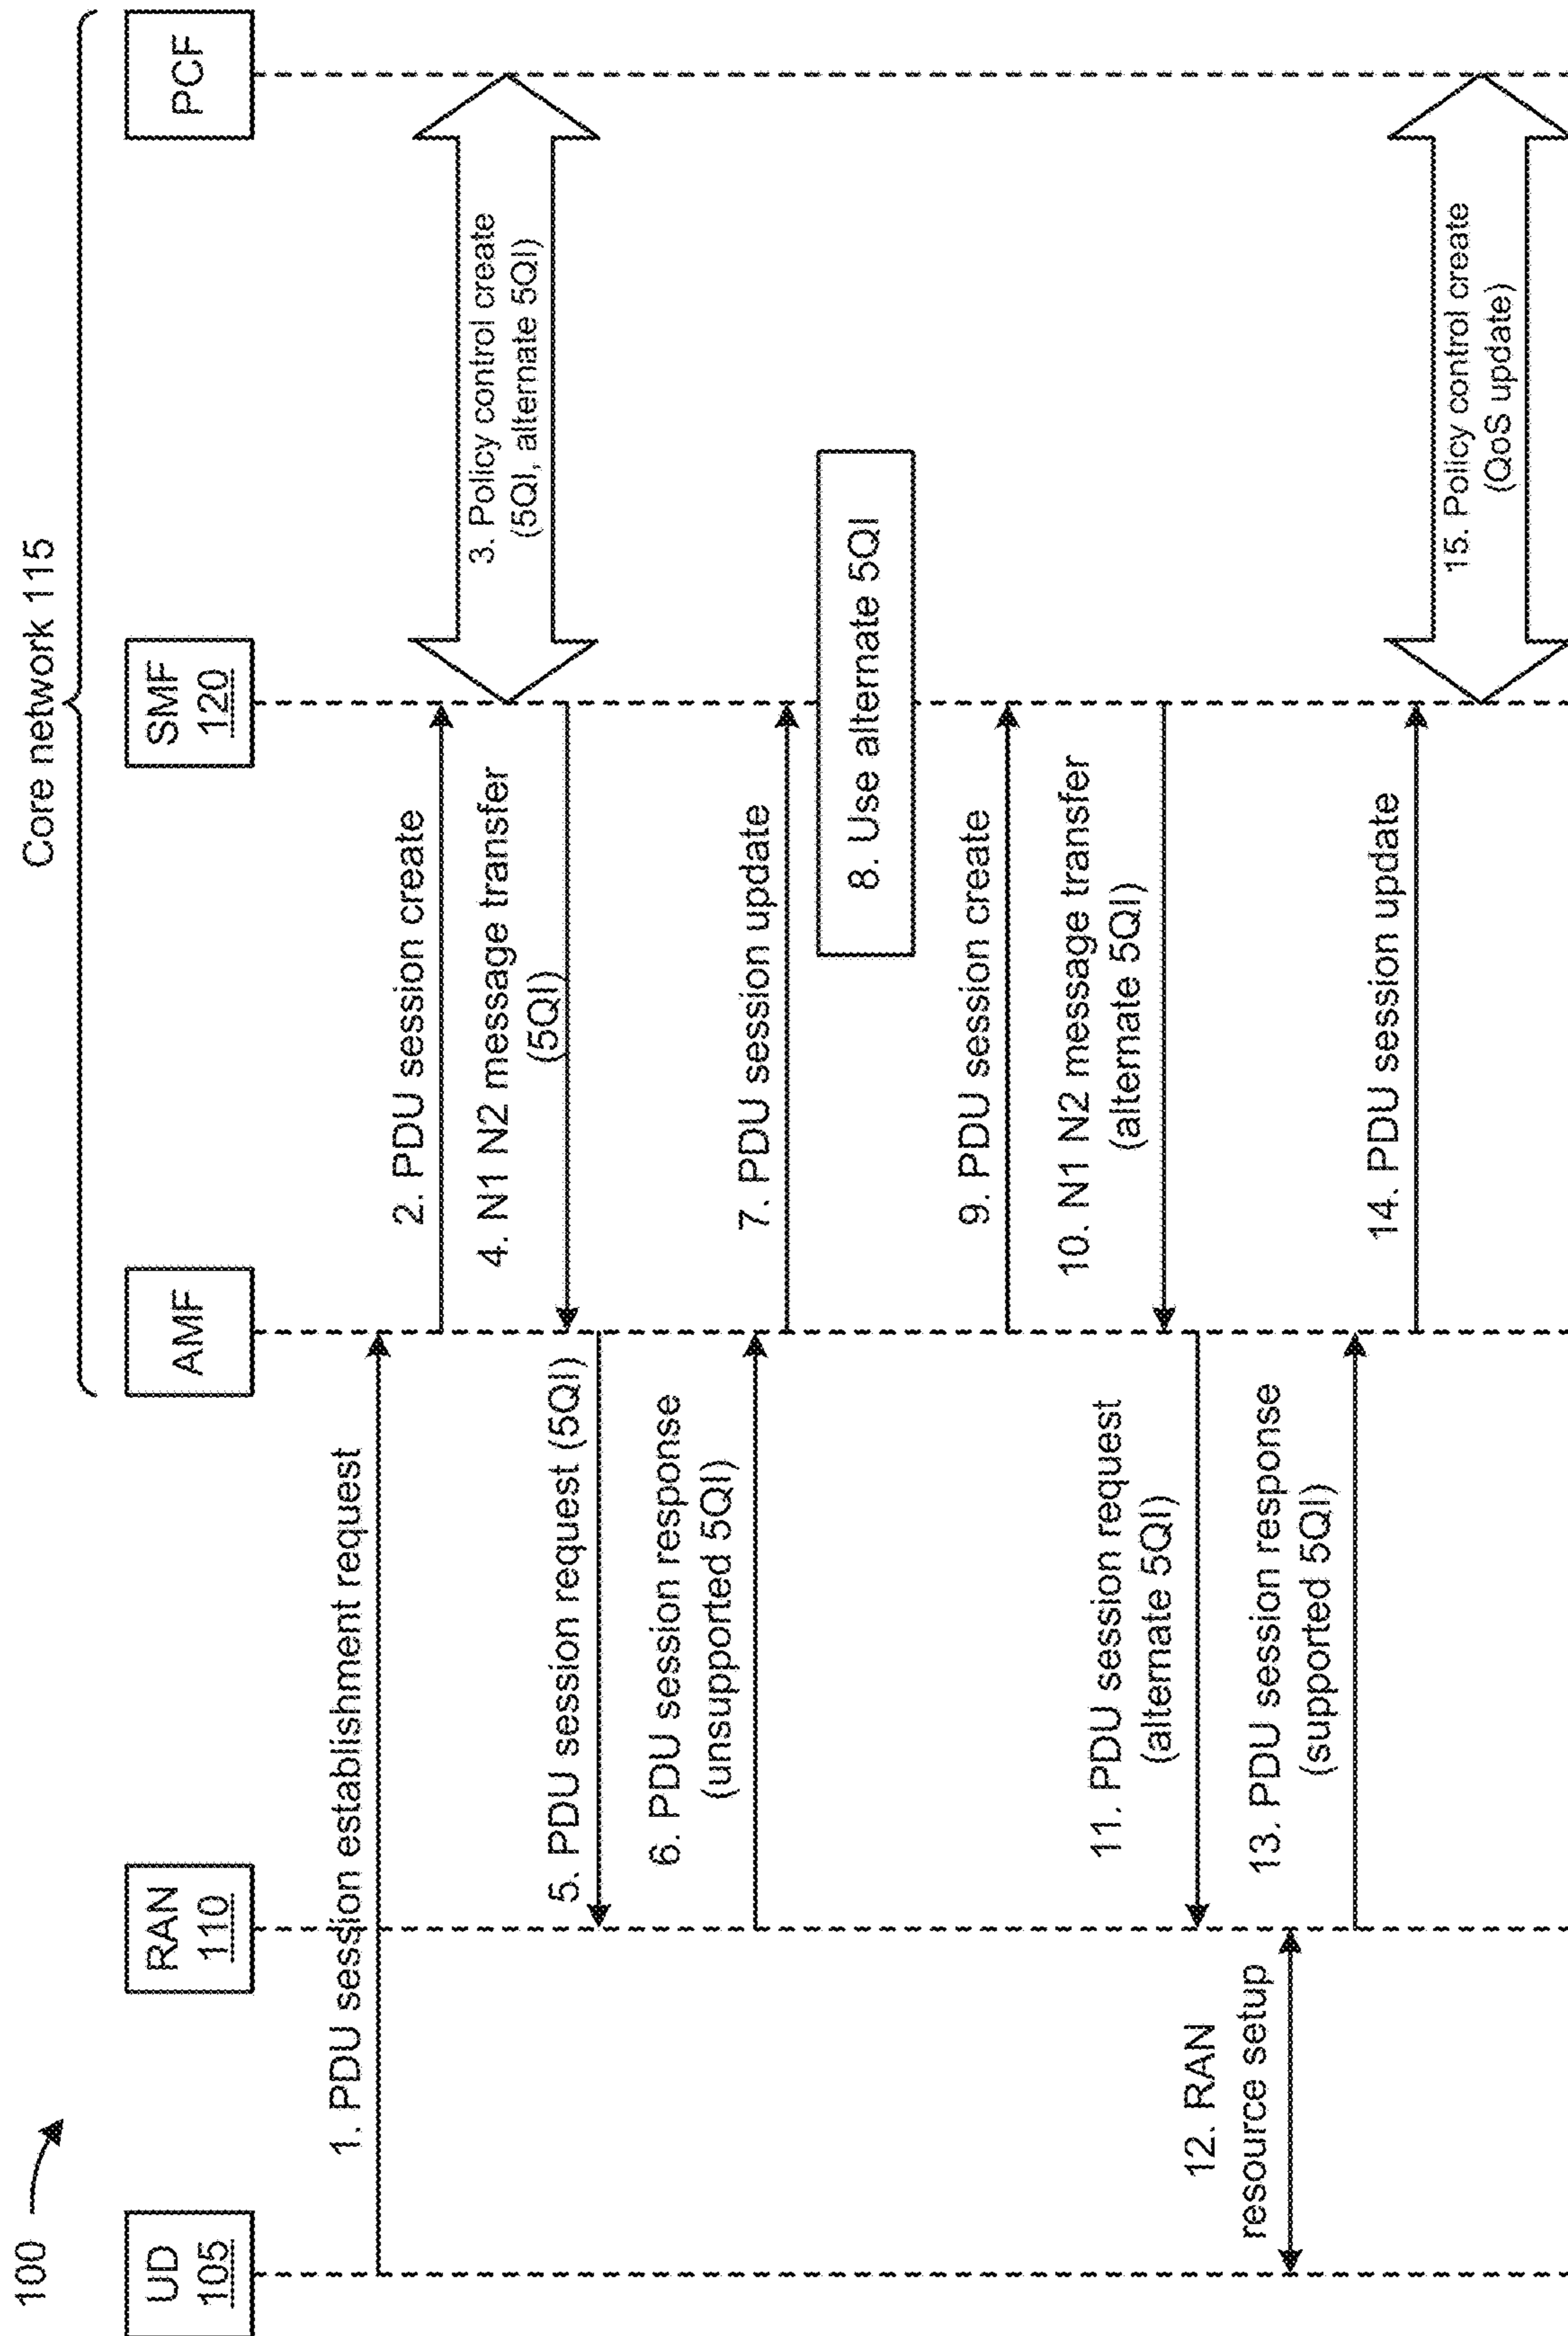 100
Core network 115
UD
105
RAN
110
AMF
SMF
120
PCF
1. PDU session establishment request
2. PDU session create
3. Policy control create
(5QI, alternate 5QI)
4. N1 N2 message transfer
(5QI)
5. PDU session request (5QI)
6. PDU session response
(unsupported 5QI)
7. PDU session update
8. Use alternate 5QI
9. PDU session create
10. N1 N2 message transfer
(alternate 5QI)
11. PDU session request
(alternate 5QI)
12. RAN
resource setup
13. PDU session response
(supported 5QI)
14. PDU session update
15. Policy control create
(QoS update)